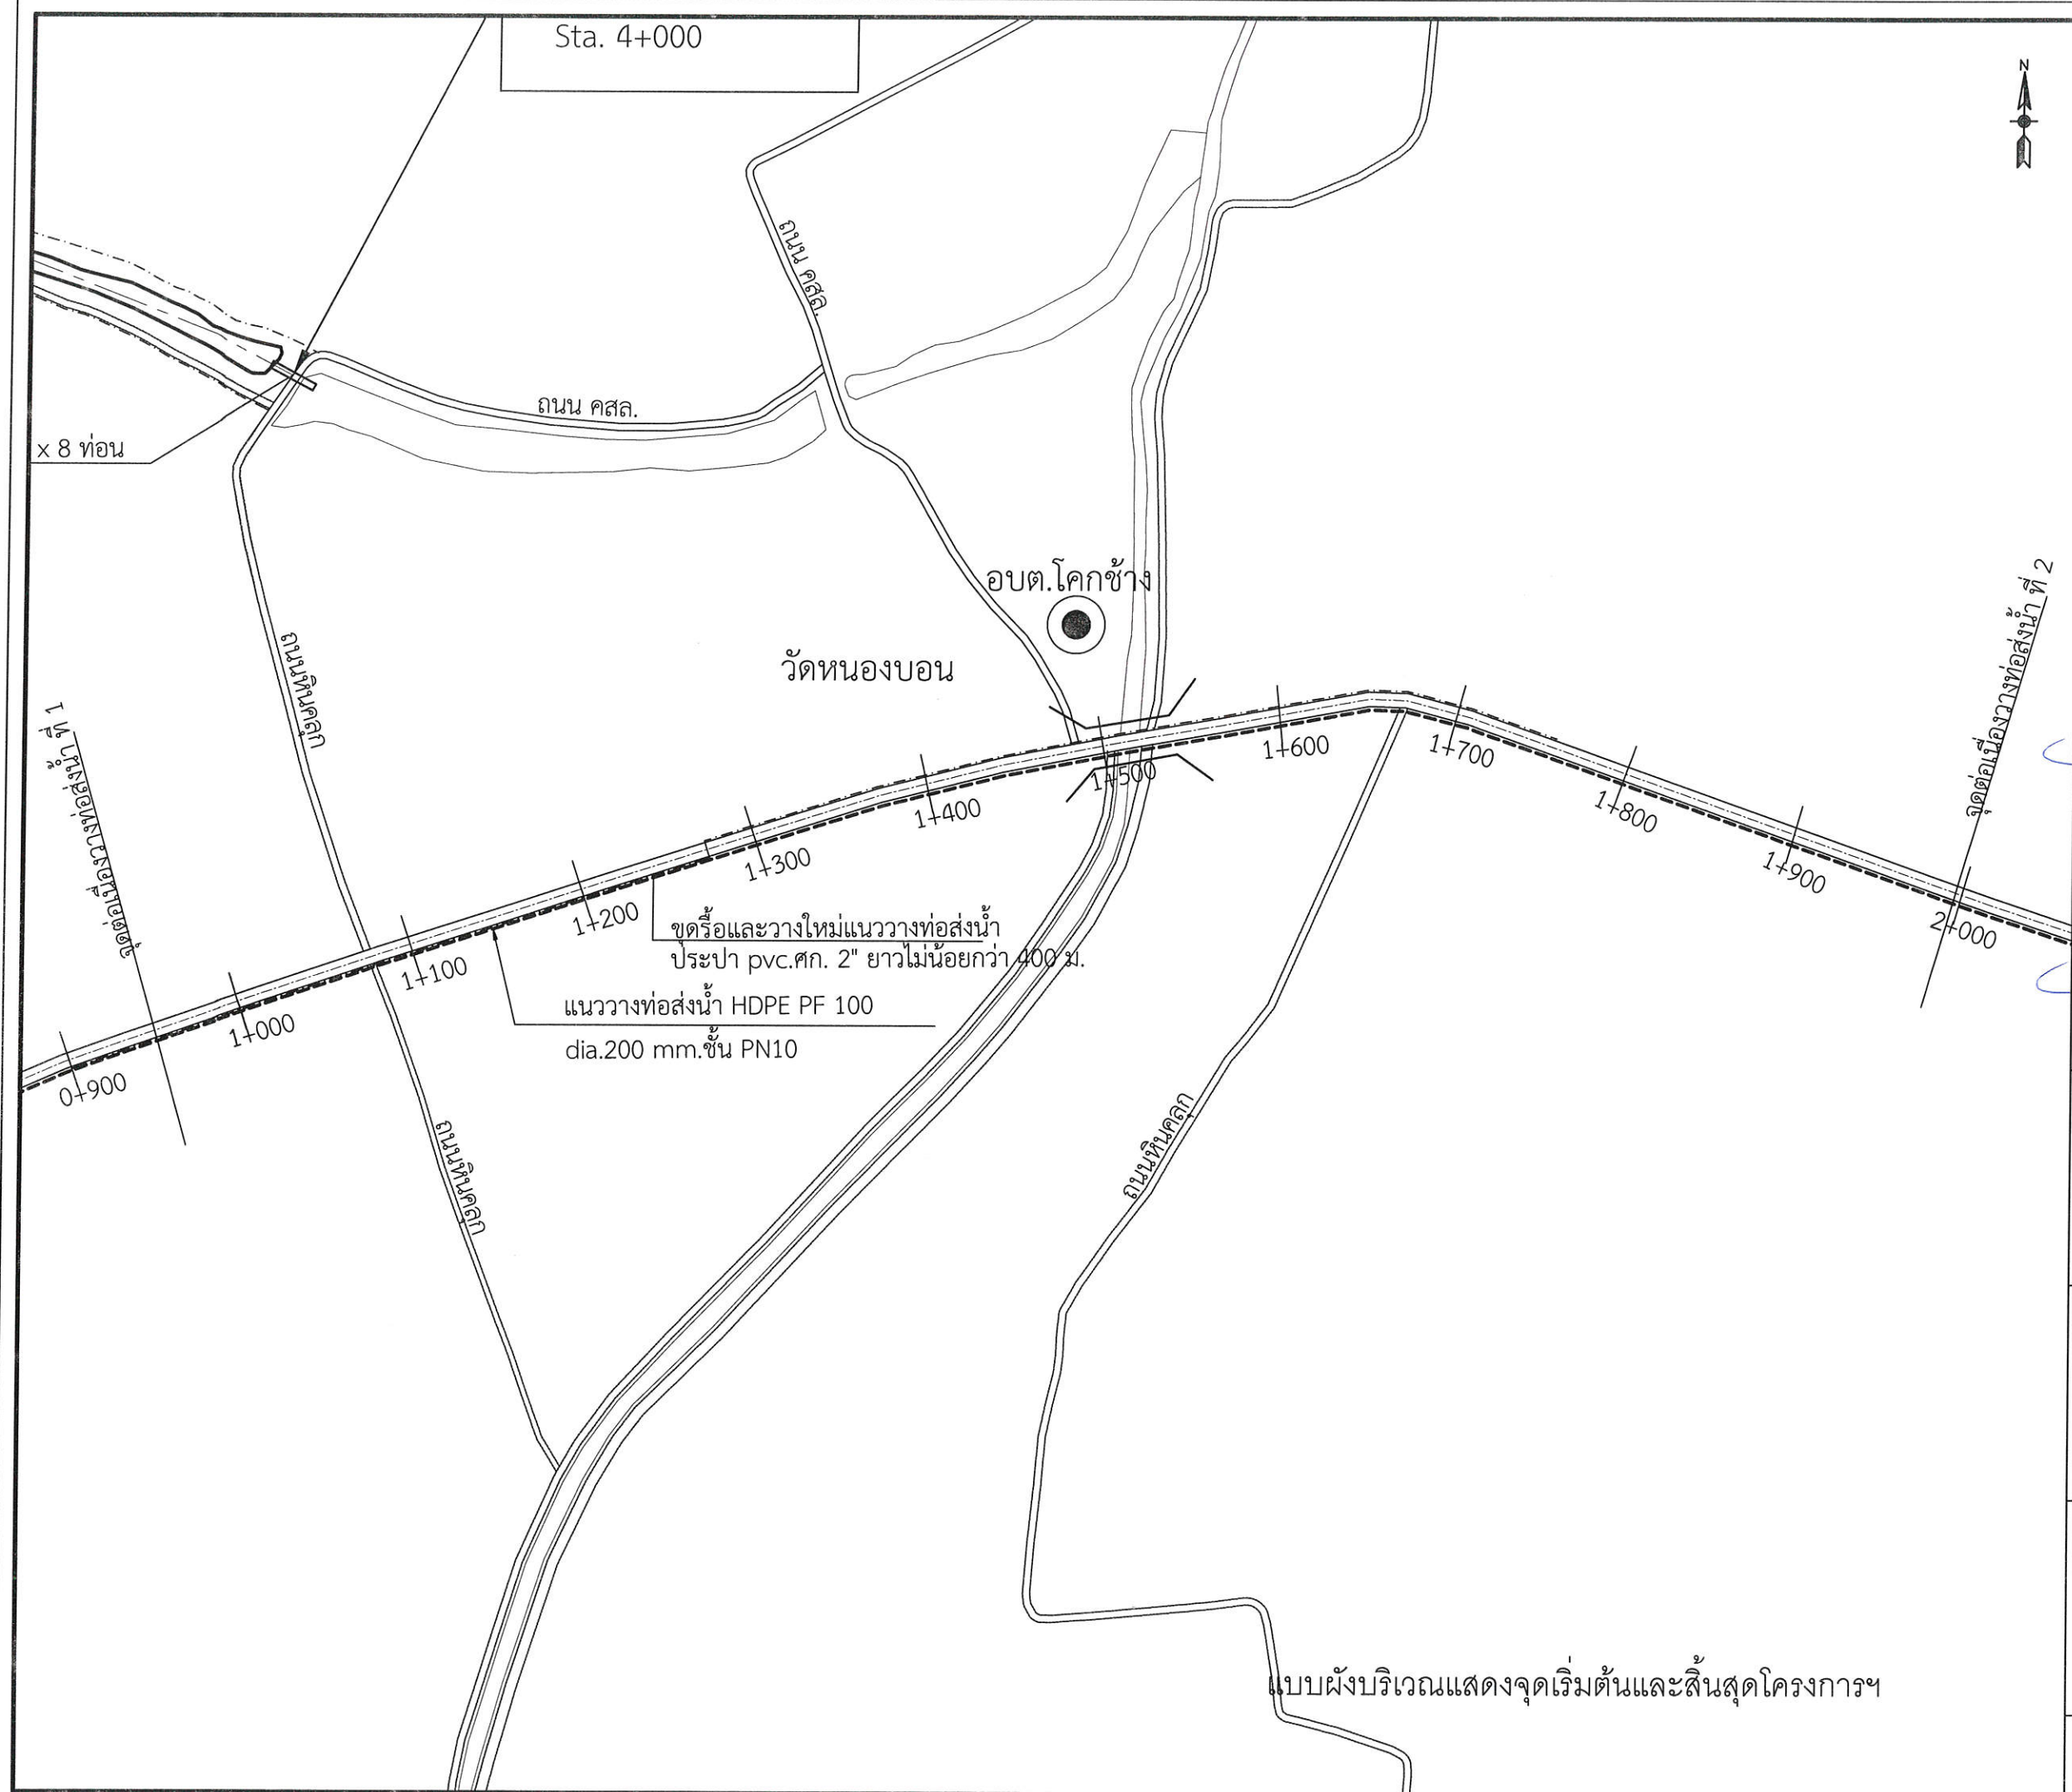 Sta. 4+000
N
ถนน คสล.
ถนน คสล.
x 8 ท่อน
อบต.โคกช้าง
วัดหนองบอน
ถนนหินคลุก
จุดต่อเนื่องวางท่อส่งน้ำ ที่ 1
จุดต่อเนื่องวางท่อส่งน้ำ ที่ 2
0+900
1+000
1+100
1+200
1+300
1+400
1+500
1+600
1+700
1+800
1+900
2+000
ขุดรื้อและวางใหม่แนววางท่อส่งน้ำ
ประปา pvc.ศก. 2" ยาวไม่น้อยกว่า 400 ม.
แนววางท่อส่งน้ำ HDPE PF 100
dia.200 mm.ชั้น PN10
ถนนหินคลุก
ถนนหินคลุก
แบบผังบริเวณแสดงจุดเริ่มต้นและสิ้นสุดโครงการฯ